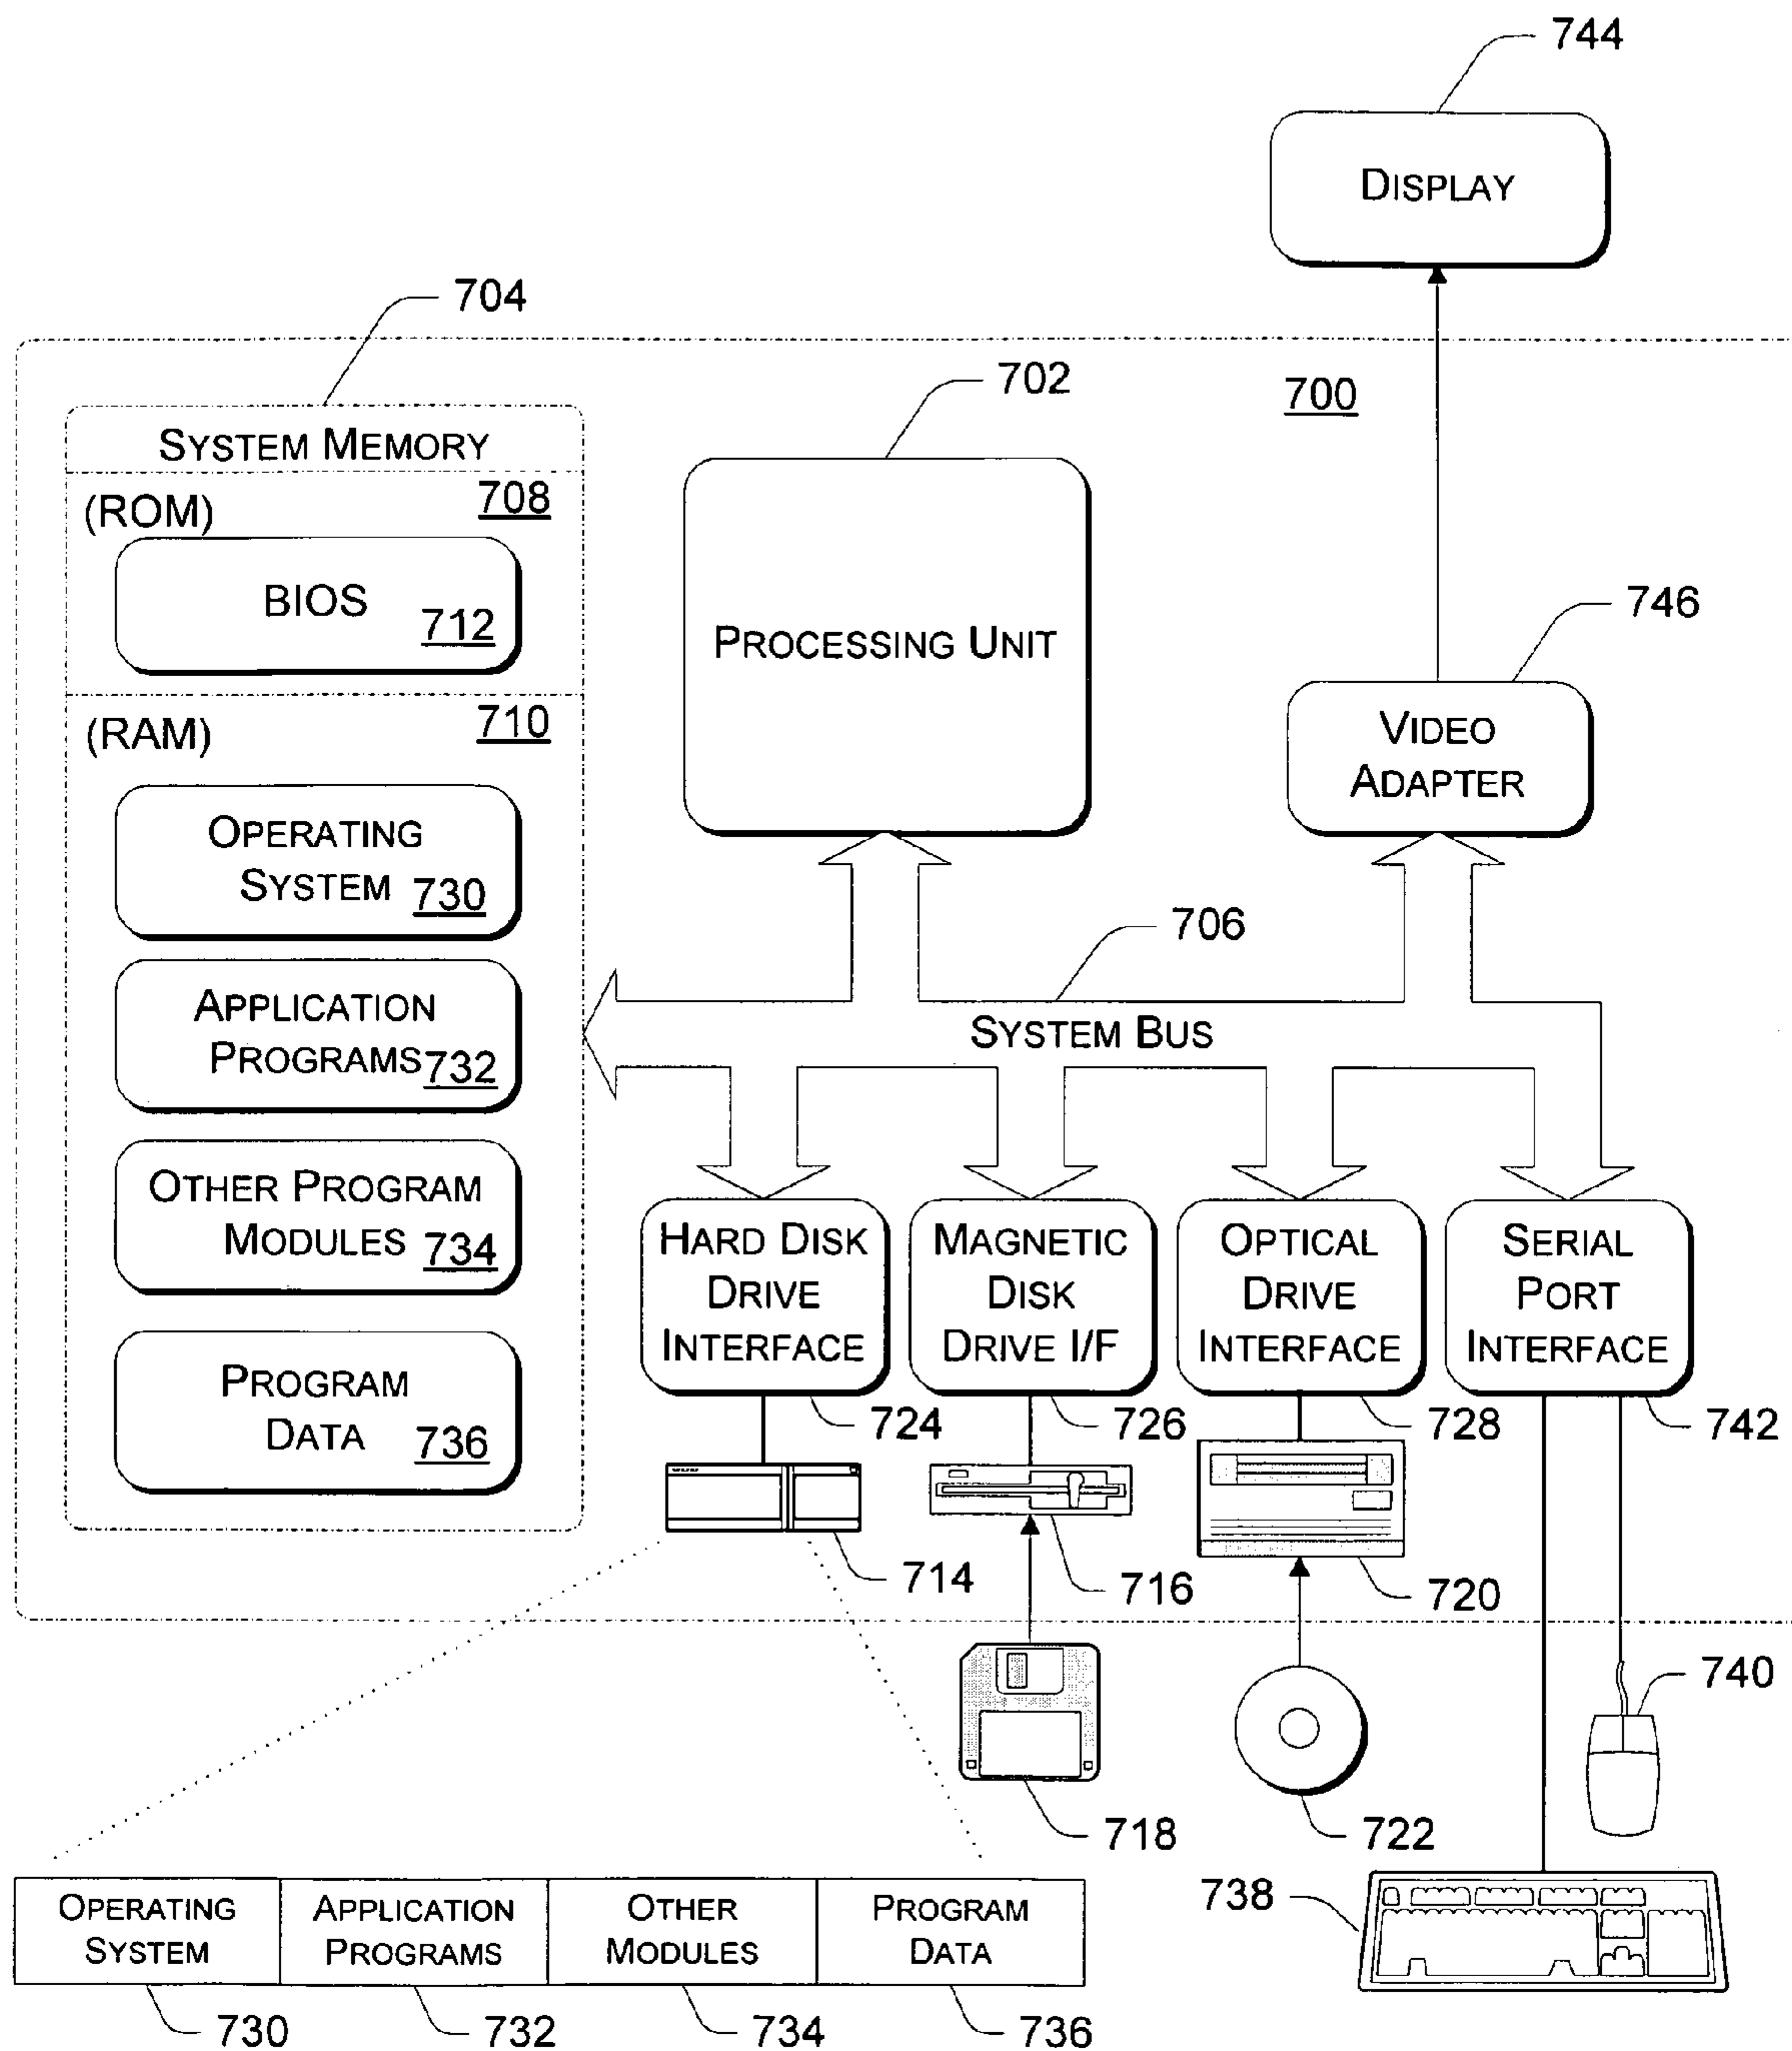 744
DISPLAY
704
702
700
SYSTEM MEMORY
(ROM)
708
BIOS
712
(RAM)
710
OPERATING
SYSTEM 730
APPLICATION
PROGRAMS 732
OTHER PROGRAM
MODULES 734
PROGRAM
DATA 736
PROCESSING UNIT
746
VIDEO
ADAPTER
706
SYSTEM BUS
HARD DISK
DRIVE
INTERFACE
724
MAGNETIC
DISK
DRIVE I/F
726
OPTICAL
DRIVE
INTERFACE
728
SERIAL
PORT
INTERFACE
742
714
716
720
718
722
740
738
OPERATING
SYSTEM
APPLICATION
PROGRAMS
OTHER
MODULES
PROGRAM
DATA
730
732
734
736